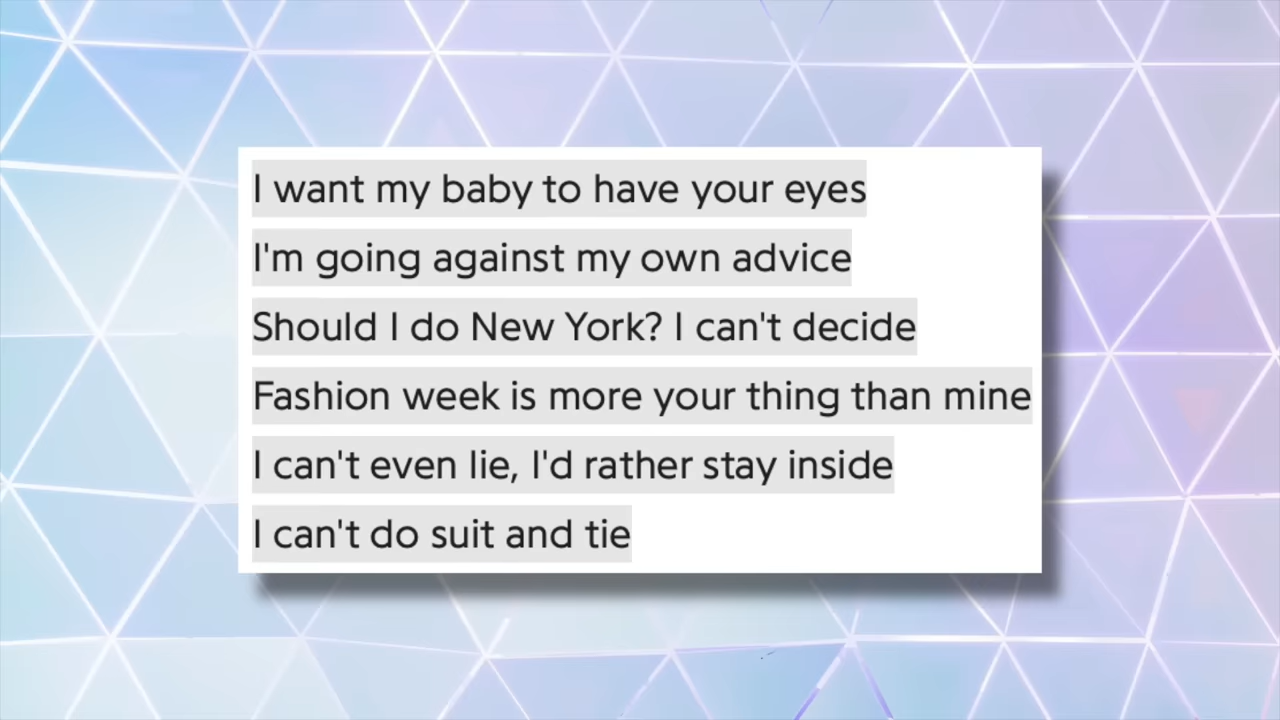 I want my baby to have your eyes
I'm going against my own advice
Should I do New York? I can't decide
Fashion week is more your thing than mine
I can't even lie, I'd rather stay inside
I can't do suit and tie